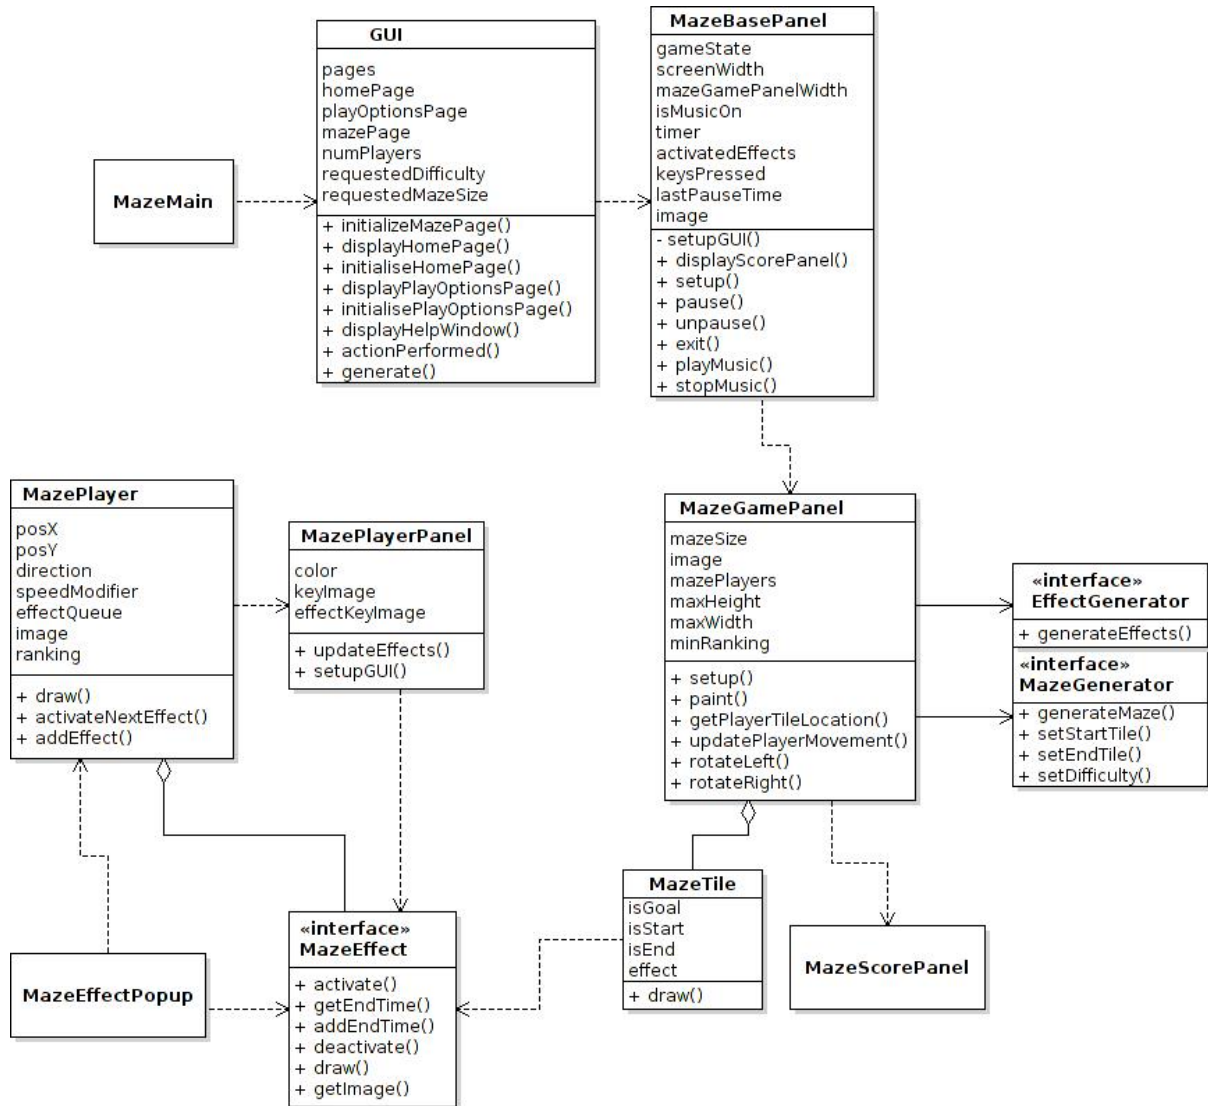 GUI
pages
homePage
playOptionsPage
mazePage
numPlayers
requestedDifficulty
requestedMazeSize
+ initializeMazePage()
+ displayHomePage()
+ initialiseHomePage()
+ displayPlayOptionsPage()
+ initialisePlayOptionsPage()
+ displayHelpWindow()
+ actionPerformed()
+ generate()
MazeBasePanel
gameState
screenWidth
mazeGamePanelWidth
isMusicOn
timer
activatedEffects
keysPressed
lastPauseTime
image
- setupGUI()
+ displayScorePanel()
+ setup()
+ pause()
+ unpause()
+ exit()
+ playMusic()
+ stopMusic()
MazeMain
MazePlayer
posX
posY
direction
speedModifier
effectQueue
image
ranking
+ draw()
+ activateNextEffect()
+ addEffect()
MazePlayerPanel
color
keyImage
effectKeyImage
+ updateEffects()
+ setupGUI()
MazeGamePanel
mazeSize
image
mazePlayers
maxHeight
maxWidth
minRanking
+ setup()
+ paint()
+ getPlayerTileLocation()
+ updatePlayerMovement()
+ rotateLeft()
+ rotateRight()
«interface»
EffectGenerator
+ generateEffects()
«interface»
MazeGenerator
+ generateMaze()
+ setStartTile()
+ setEndTile()
+ setDifficulty()
MazeTile
isGoal
isStart
isEnd
effect
+ draw()
MazeScorePanel
«interface»
MazeEffect
+ activate()
+ getEndTime()
+ addEndTime()
+ deactivate()
+ draw()
+ getImage()
MazeEffectPopup